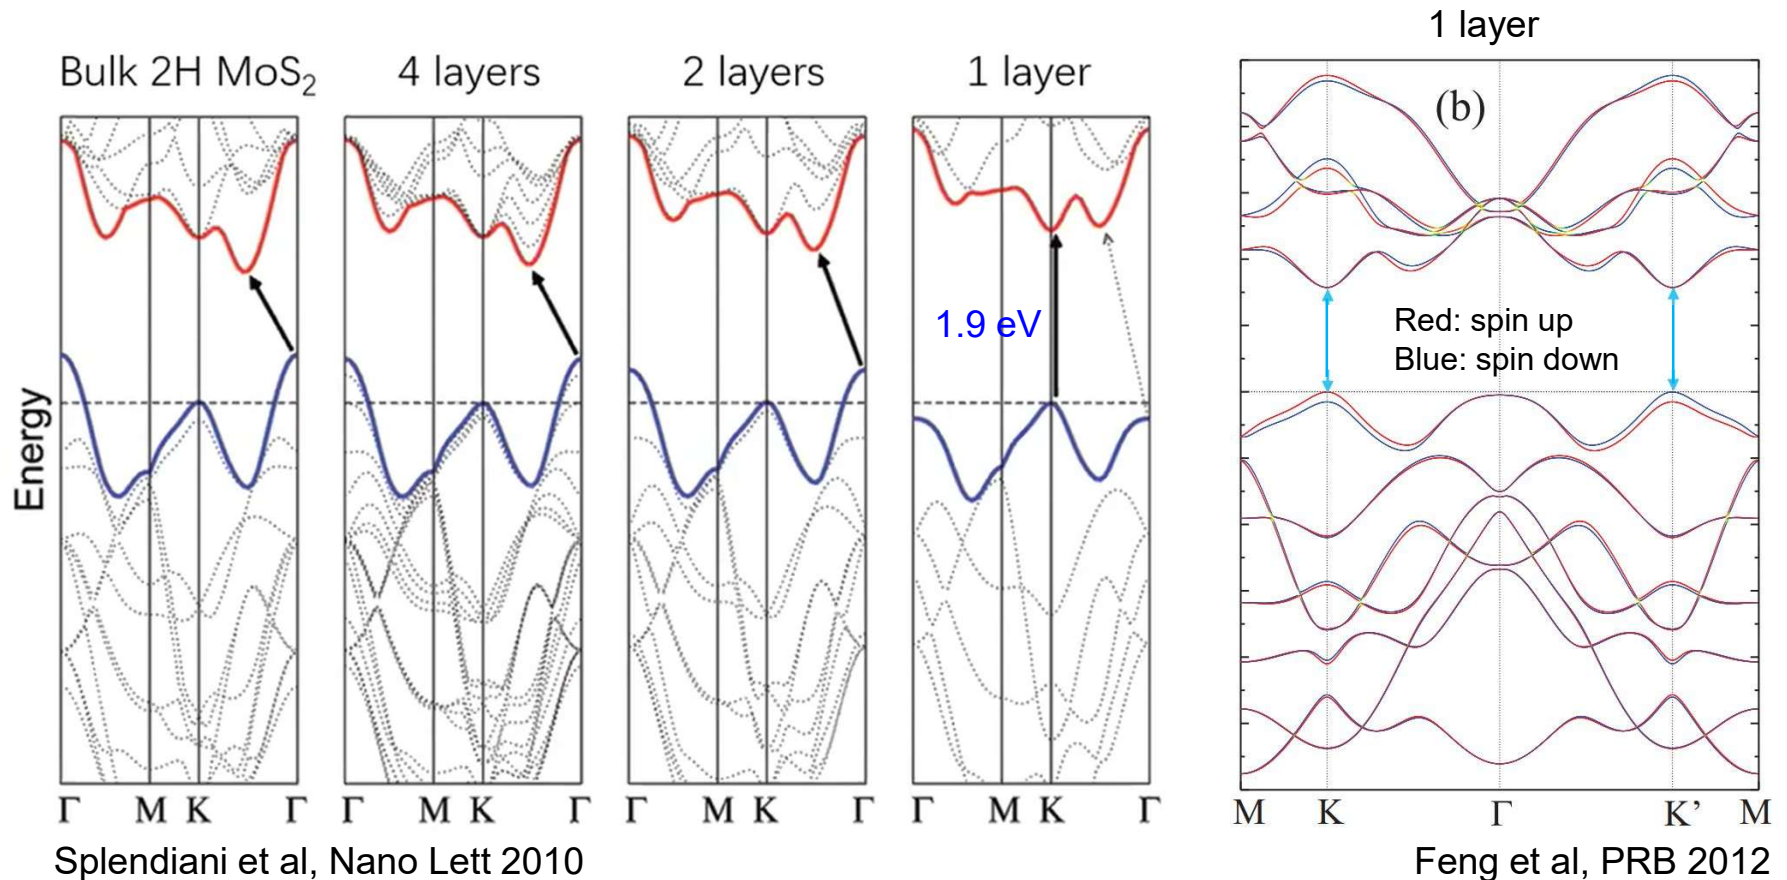 1 layer
Bulk 2H MoS₂
4 layers
2 layers
1 layer
(b)
1.9 eV
Red: spin up
Blue: spin down
Energy
Γ M K Γ
Γ M K Γ
Γ M K Γ
Γ M K Γ
M K Γ K’ M
Splendiani et al, Nano Lett 2010
Feng et al, PRB 2012